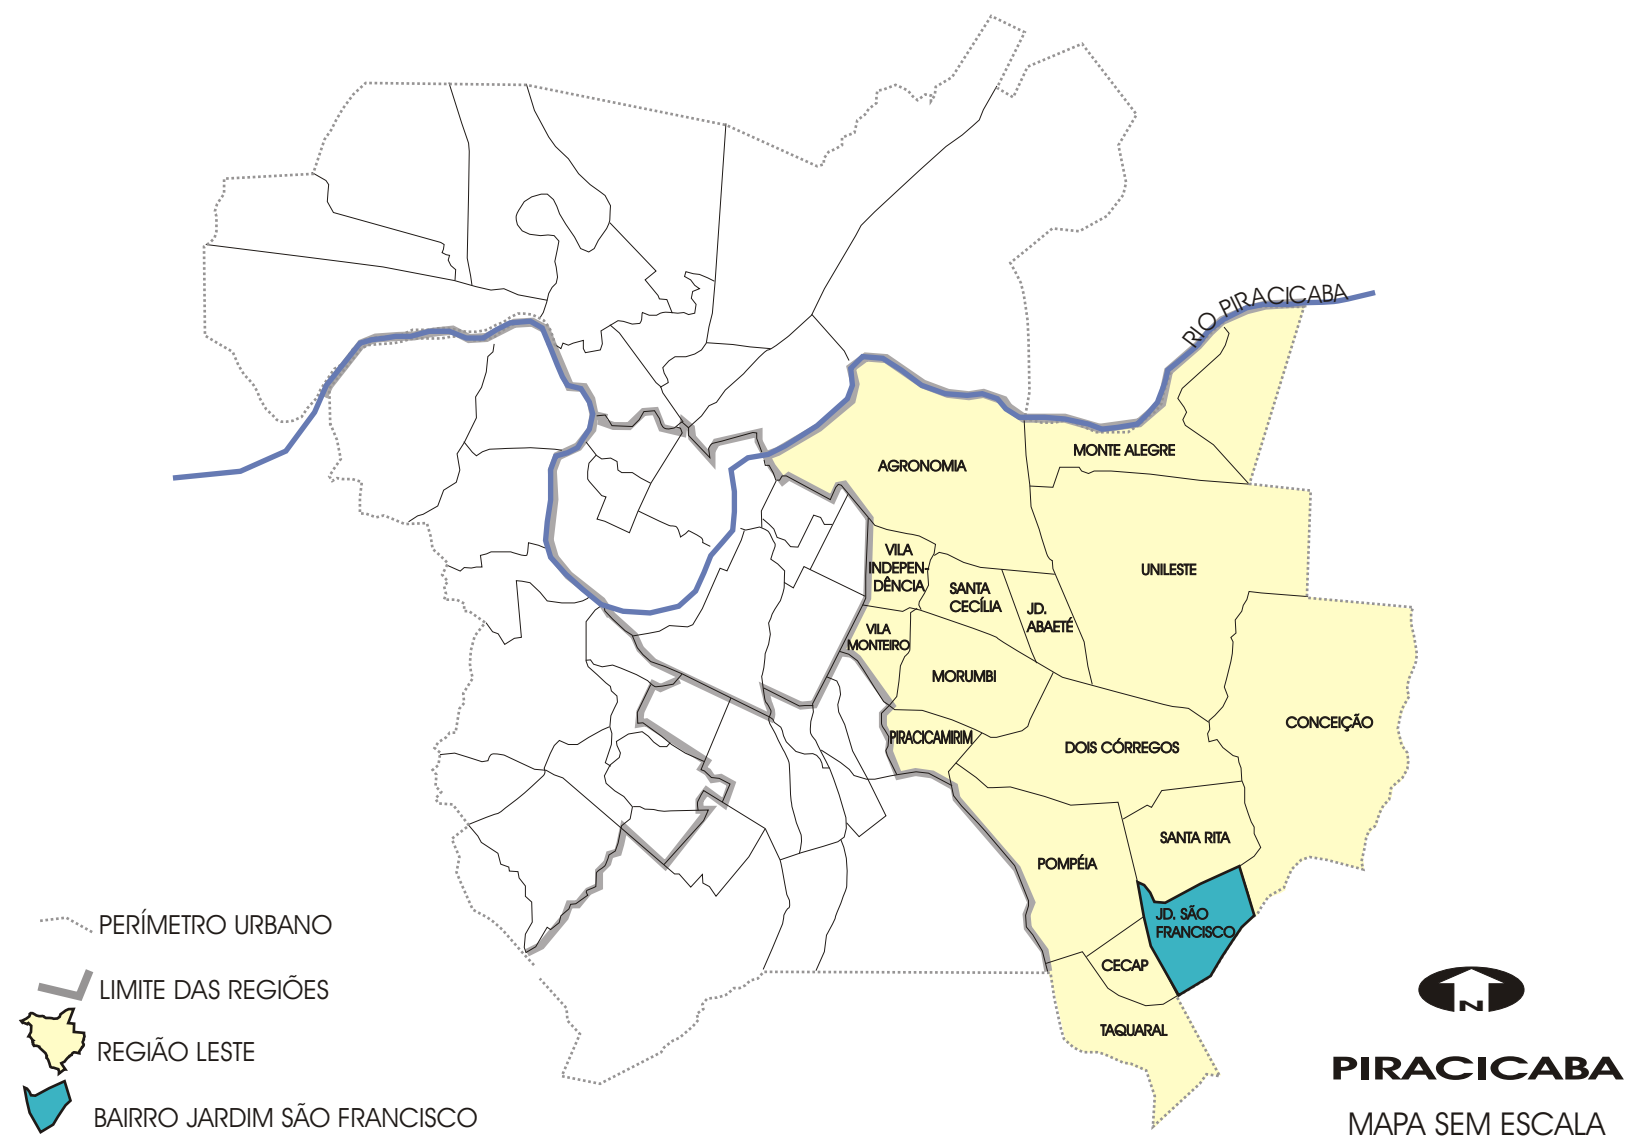 RIO PIRACICABA
MONTE ALEGRE
AGRONOMIA
VILA
INDEPEN-
DÊNCIA
UNILESTE
SANTA
CECÍLIA
JD.
ABAETÉ
VILA
MONTEIRO
MORUMBI
CONCEIÇÃO
PIRACICAMIRIM
DOIS CÓRREGOS
SANTA RITA
POMPÉIA
JD. SÃO
FRANCISCO
CECAP
TAQUARAL
PERÍMETRO URBANO
LIMITE DAS REGIÕES
REGIÃO LESTE
BAIRRO JARDIM SÃO FRANCISCO
N
PIRACICABA
MAPA SEM ESCALA